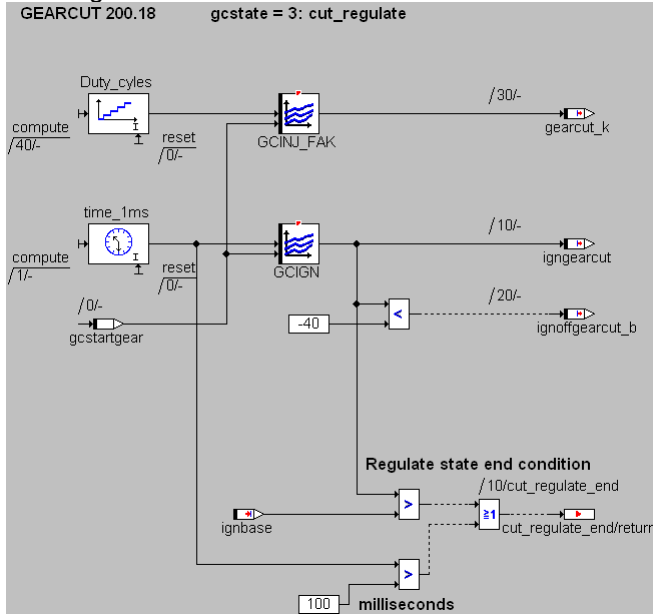 GEARCUT 200.18 gcstate = 3: cut_regulate
Duty_cyles
/30/-
compute
/40/-
reset
/0/-
GCINJ_FAK
gearcut_k
time_1ms
/10/-
compute
/1/-
reset
/0/-
GCIGN
igngearcut
/0/-
gcstartgear
-40
<
/20/-
ignoffgearcut_b
Regulate state end condition
/10/cut_regulate_end
ignbase
>
≥1
cut_regulate_end/return
>
100 milliseconds